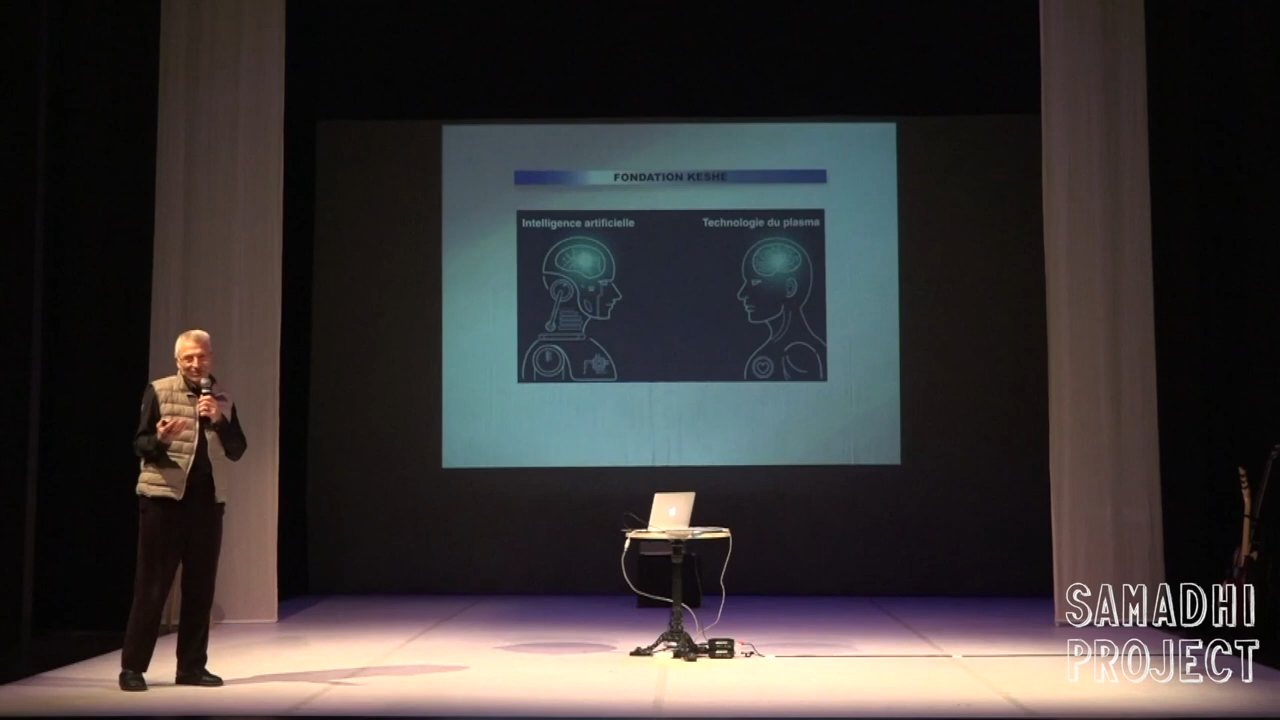 FONDATION KESHE
Intelligence artificielle
Technologie du plasma
SAMADHI
PROJECT